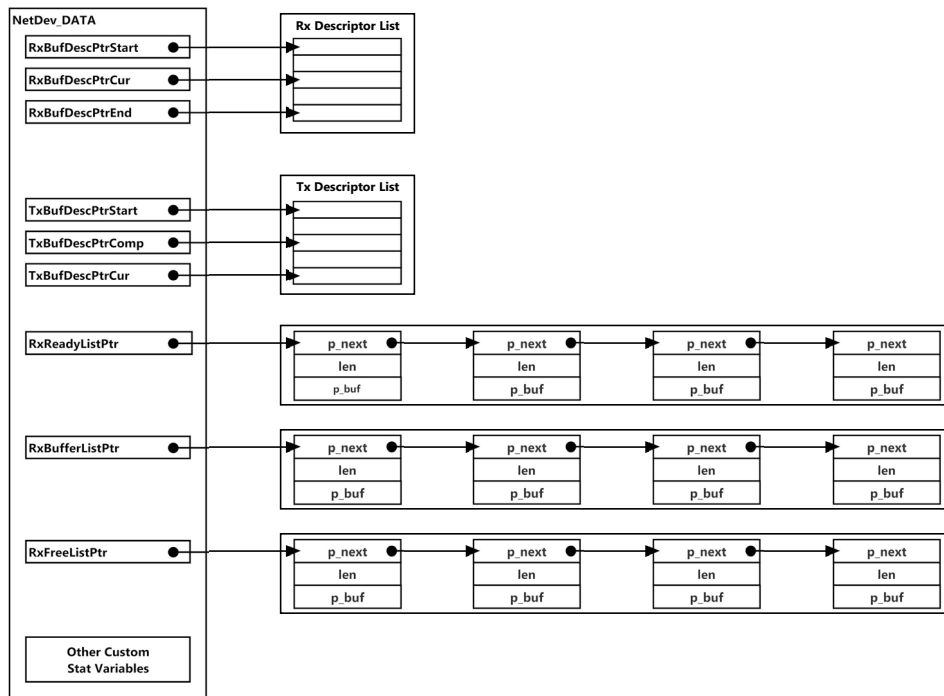 NetDev_DATA
Rx Descriptor List
RxBufDescPtrStart
RxBufDescPtrCur
RxBufDescPtrEnd
Tx Descriptor List
TxBufDescPtrStart
TxBufDescPtrComp
TxBufDescPtrCur
RxReadyListPtr
p_next p_next p_next p_next
len len len len
p_buf p_buf p_buf p_buf
RxBufferListPtr
p_next p_next p_next p_next
len len len len
p_buf p_buf p_buf p_buf
RxFreeListPtr
p_next p_next p_next p_next
len len len len
p_buf p_buf p_buf p_buf
Other Custom
Stat Variables